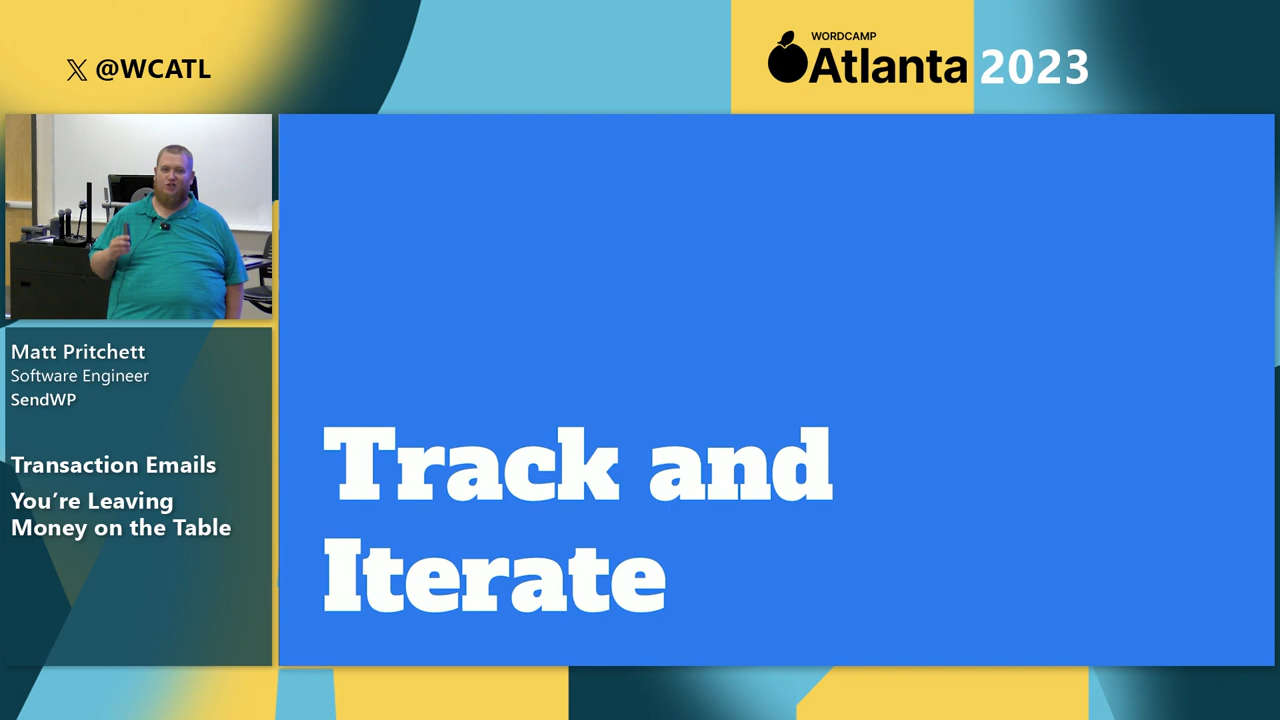 𝕏 @WCATL
WORDCAMP
Atlanta 2023
Matt Pritchett
Software Engineer
SendWP
Transaction Emails
You’re Leaving
Money on the Table
Track and
Iterate